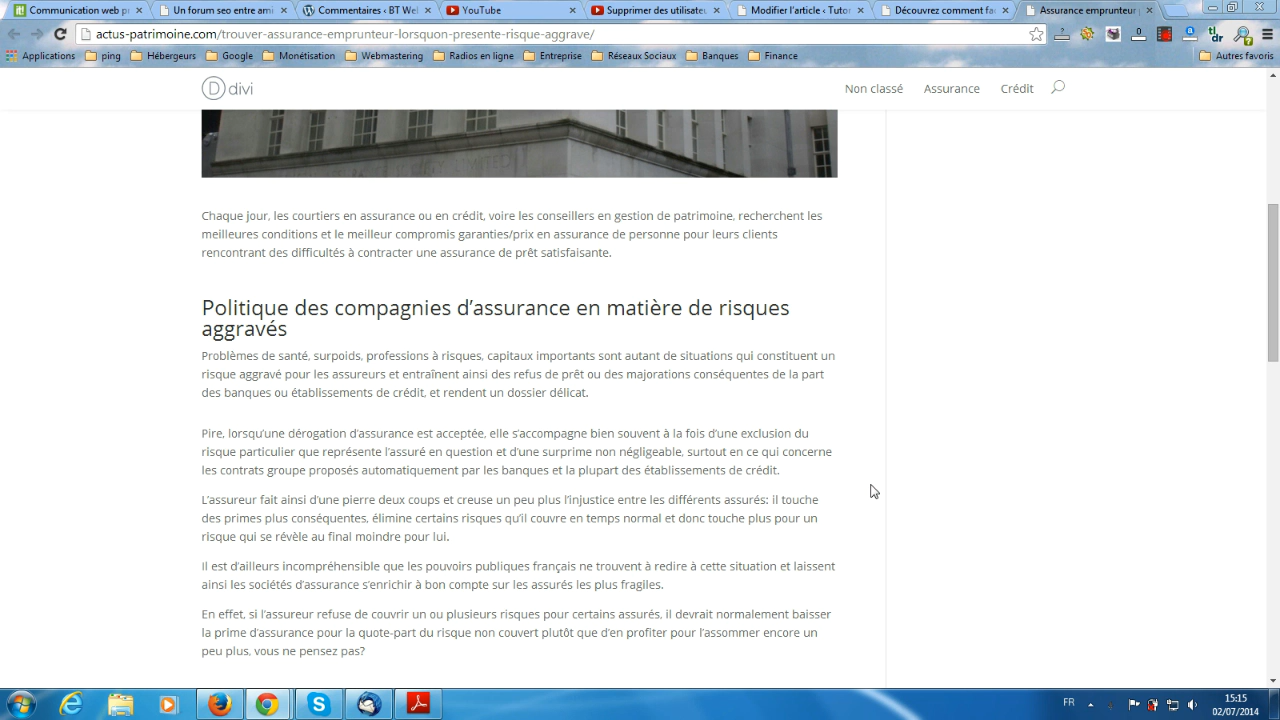 Communication web p
Un forum seo entre ami
Commentaires ‹ BT Wel
YouTube
Supprimer des utilisate
Modifier l'article ‹ Tutor
Découvrez comment fa
Assurance emprunteur
actus-patrimoine.com/trouver-assurance-emprunteur-lorsquon-presente-risque-aggrave/
Applications
ping
Hébergeurs
Google
Monétisation
Webmastering
Radios en ligne
Entreprise
Réseaux Sociaux
Banques
Finance
Autres favoris
D divi
Non classé
Assurance
Crédit
Chaque jour, les courtiers en assurance ou en crédit, voire les conseillers en gestion de patrimoine, recherchent les
meilleures conditions et le meilleur compromis garanties/prix en assurance de personne pour leurs clients
rencontrant des difficultés à contracter une assurance de prêt satisfaisante.
Politique des compagnies d'assurance en matière de risques
aggravés
Problèmes de santé, surpoids, professions à risques, capitaux importants sont autant de situations qui constituent un
risque aggravé pour les assureurs et entraînent ainsi des refus de prêt ou des majorations conséquentes de la part
des banques ou établissements de crédit, et rendent un dossier délicat.
Pire, lorsqu'une dérogation d'assurance est acceptée, elle s'accompagne bien souvent à la fois d'une exclusion du
risque particulier que représente l'assuré en question et d'une surprime non négligeable, surtout en ce qui concerne
les contrats groupe proposés automatiquement par les banques et la plupart des établissements de crédit.
L'assureur fait ainsi d'une pierre deux coups et creuse un peu plus l'injustice entre les différents assurés: il touche
des primes plus conséquentes, élimine certains risques qu'il couvre en temps normal et donc touche plus pour un
risque qui se révèle au final moindre pour lui.
Il est d'ailleurs incompréhensible que les pouvoirs publiques français ne trouvent à redire à cette situation et laissent
ainsi les sociétés d'assurance s'enrichir à bon compte sur les assurés les plus fragiles.
En effet, si l'assureur refuse de couvrir un ou plusieurs risques pour certains assurés, il devrait normalement baisser
la prime d'assurance pour la quote-part du risque non couvert plutôt que d'en profiter pour l'assommer encore un
peu plus, vous ne pensez pas?
FR
15:15
02/07/2014